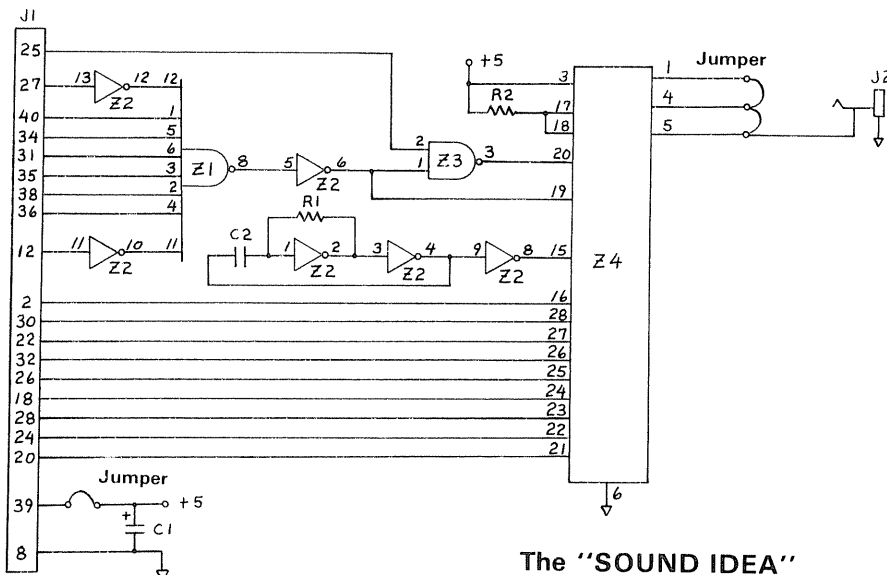 J1
25
27 13 12 12
Z2
40 1
34 5
31 6
35 3
38 2
36 4
12 11 10 11
Z2
Z1 8 5 6
Z2
2
1 Z3 3 20
19
R1
C2 1 2 3 4 9 8 15
Z2 Z2 Z2
+5
3
R2 17
18
Z4
1 Jumper
4
5
J2
2 16
30 28
22 27
32 26
26 25
18 24
28 23
24 22
20 21
6
Jumper
39 +5
+ C1
8
The "SOUND IDEA"